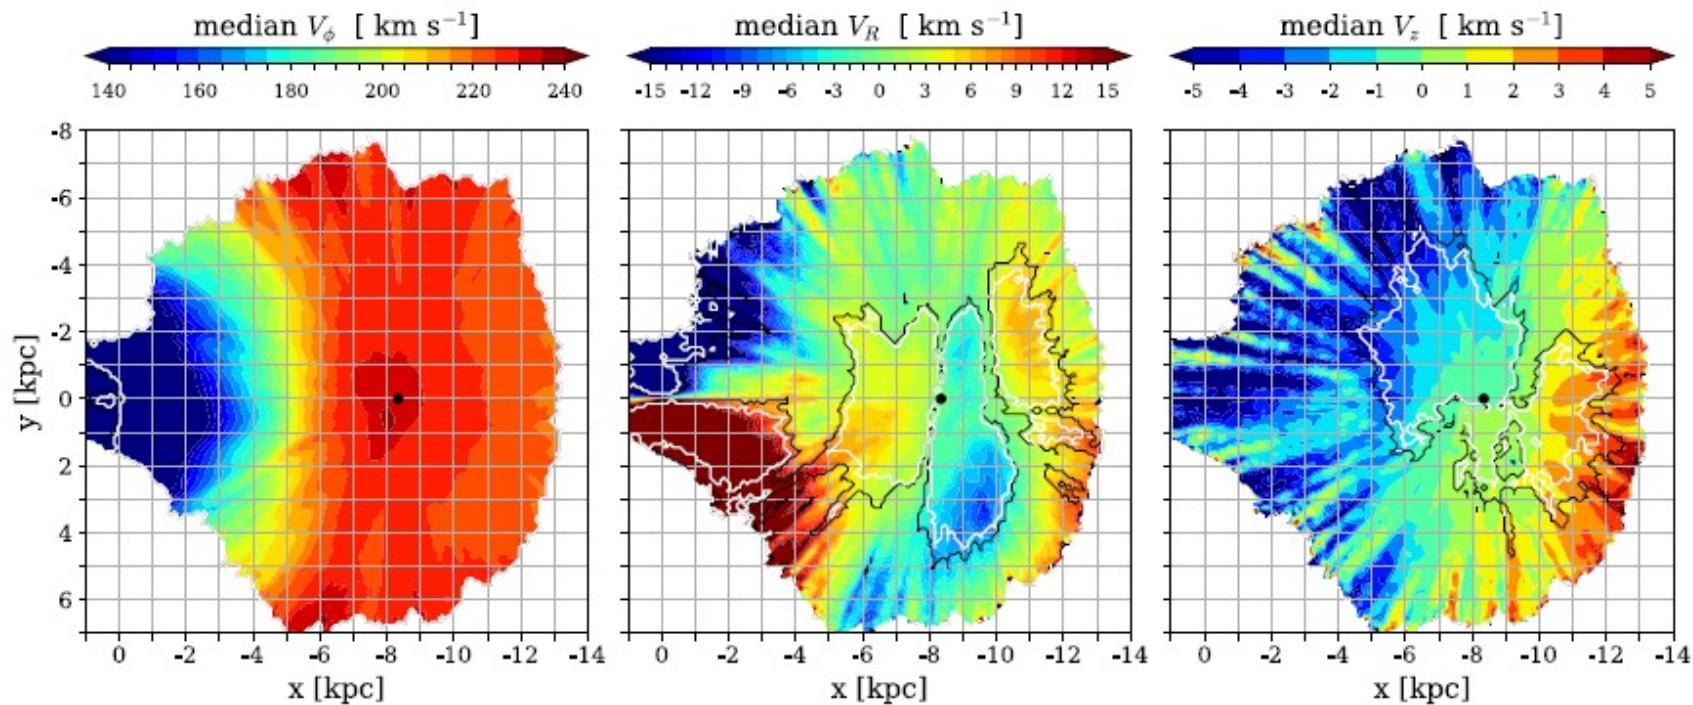 median V_ϕ [ km s⁻¹]
140 160 180 200 220 240
median V_R [ km s⁻¹]
-15 -12 -9 -6 -3 0 3 6 9 12 15
median V_z [ km s⁻¹]
-5 -4 -3 -2 -1 0 1 2 3 4 5
y [kpc]
-8
-6
-4
-2
0
2
4
6
0 -2 -4 -6 -8 -10 -12 -14
x [kpc]
0 -2 -4 -6 -8 -10 -12 -14
x [kpc]
0 -2 -4 -6 -8 -10 -12 -14
x [kpc]